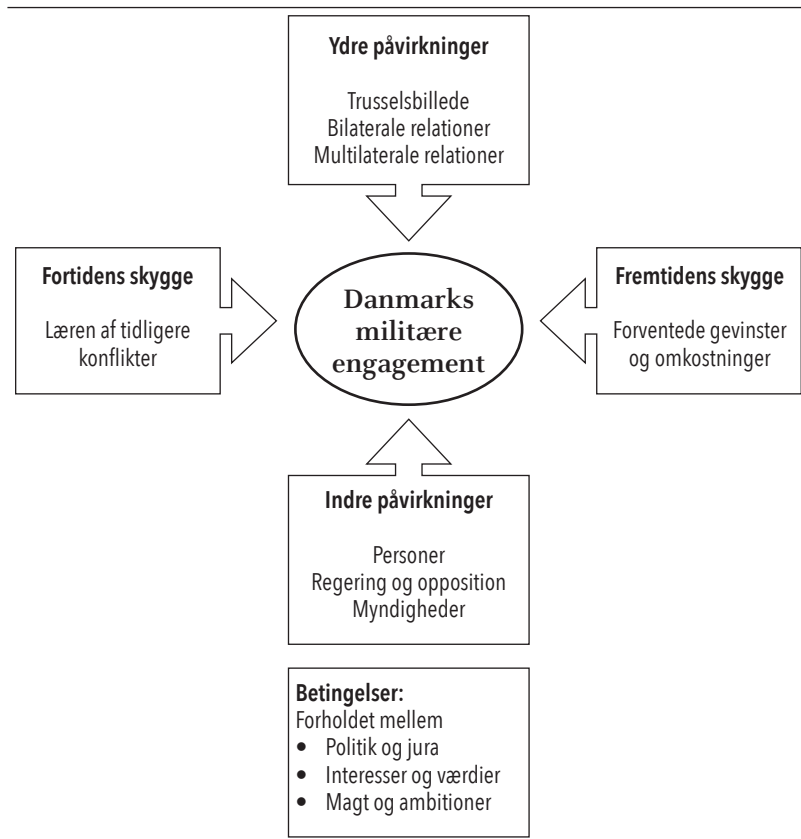 Ydre påvirkninger
Trusselsbillede
Bilaterale relationer
Multilaterale relationer
Fortidens skygge
Læren af tidligere
konflikter
Danmarks
militære
engagement
Fremtidens skygge
Forventede gevinster
og omkostninger
Indre påvirkninger
Personer
Regering og opposition
Myndigheder
Betingelser:
Forholdet mellem
• Politik og jura
• Interesser og værdier
• Magt og ambitioner